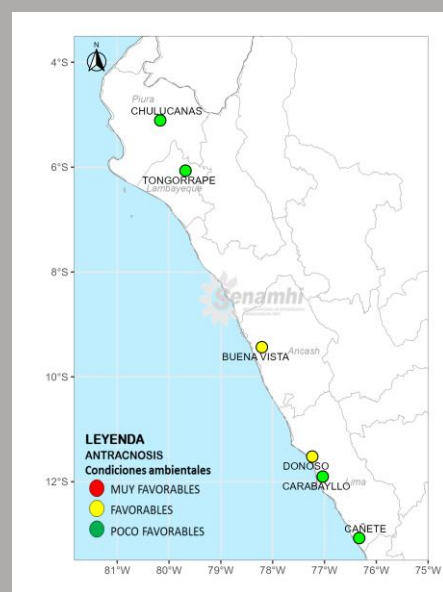 N
4°S
6°S
8°S
10°S
12°S
Piura
CHULUCANAS
TONGORRAPE
Lambayeque
Senamhi
BUENA VISTA
Ancash
DONOSO
CARABAYLLO
Lima
CAÑETE
LEYENDA
ANTRACNOSIS
Condiciones ambientales
MUY FAVORABLES
FAVORABLES
POCO FAVORABLES
81°W 80°W 79°W 78°W 77°W 76°W 75°W